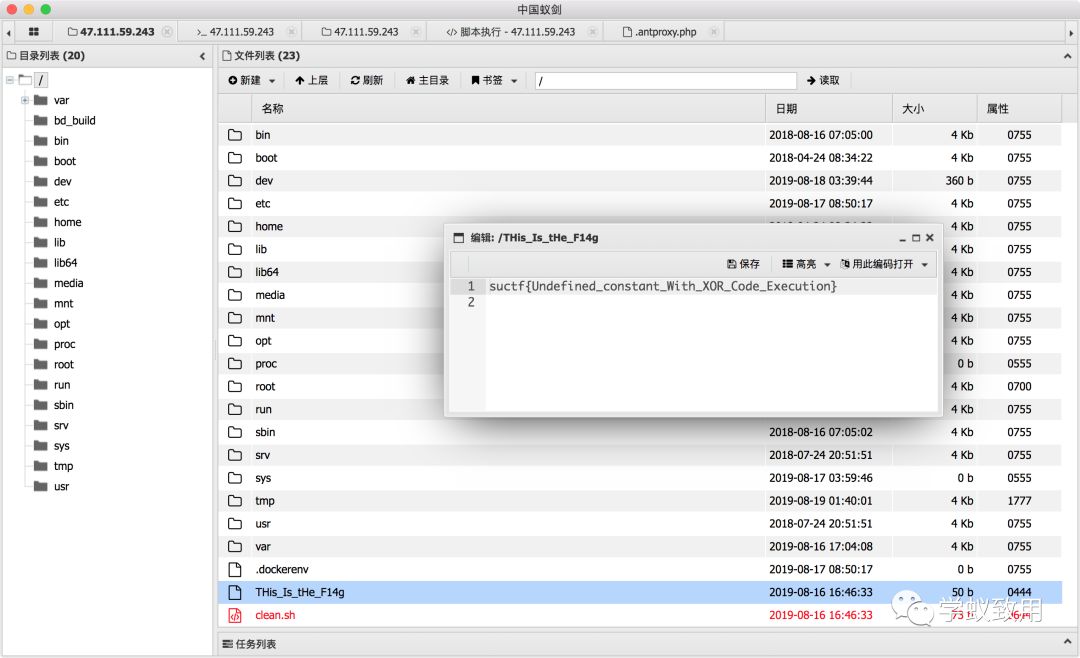 中国蚁剑
47.111.59.243
>_ 47.111.59.243
47.111.59.243
</> 脚本执行 - 47.111.59.243
.antproxy.php
目录列表 (20)
/
var
bd_build
bin
boot
dev
etc
home
lib
lib64
media
mnt
opt
proc
root
run
sbin
srv
sys
tmp
usr
文件列表 (23)
新建 上层 刷新 主目录 书签 / 读取
名称 日期 大小 属性
bin 2018-08-16 07:05:00 4 Kb 0755
boot 2018-04-24 08:34:22 4 Kb 0755
dev 2019-08-18 03:39:44 360 b 0755
etc 2019-08-17 08:50:17 4 Kb 0755
home 4 Kb 0755
lib 4 Kb 0755
lib64 4 Kb 0755
media 4 Kb 0755
mnt 4 Kb 0755
opt 4 Kb 0755
proc 0 b 0555
root 4 Kb 0700
run 4 Kb 0755
sbin 2018-08-16 07:05:02 4 Kb 0755
srv 2018-07-24 20:51:51 4 Kb 0755
sys 2019-08-17 03:59:46 0 b 0555
tmp 2019-08-19 01:40:01 4 Kb 1777
usr 2018-07-24 20:51:51 4 Kb 0755
var 2019-08-16 17:04:08 4 Kb 0755
.dockerenv 2019-08-17 08:50:17 0 b 0755
THis_Is_tHe_F14g 2019-08-16 16:46:33 50 b 0444
clean.sh 2019-08-16 16:46:33
编辑: /THis_Is_tHe_F14g
保存 高亮 用此编码打开
1 suctf{Undefined_constant_With_XOR_Code_Execution}
2
学蚁致用
任务列表